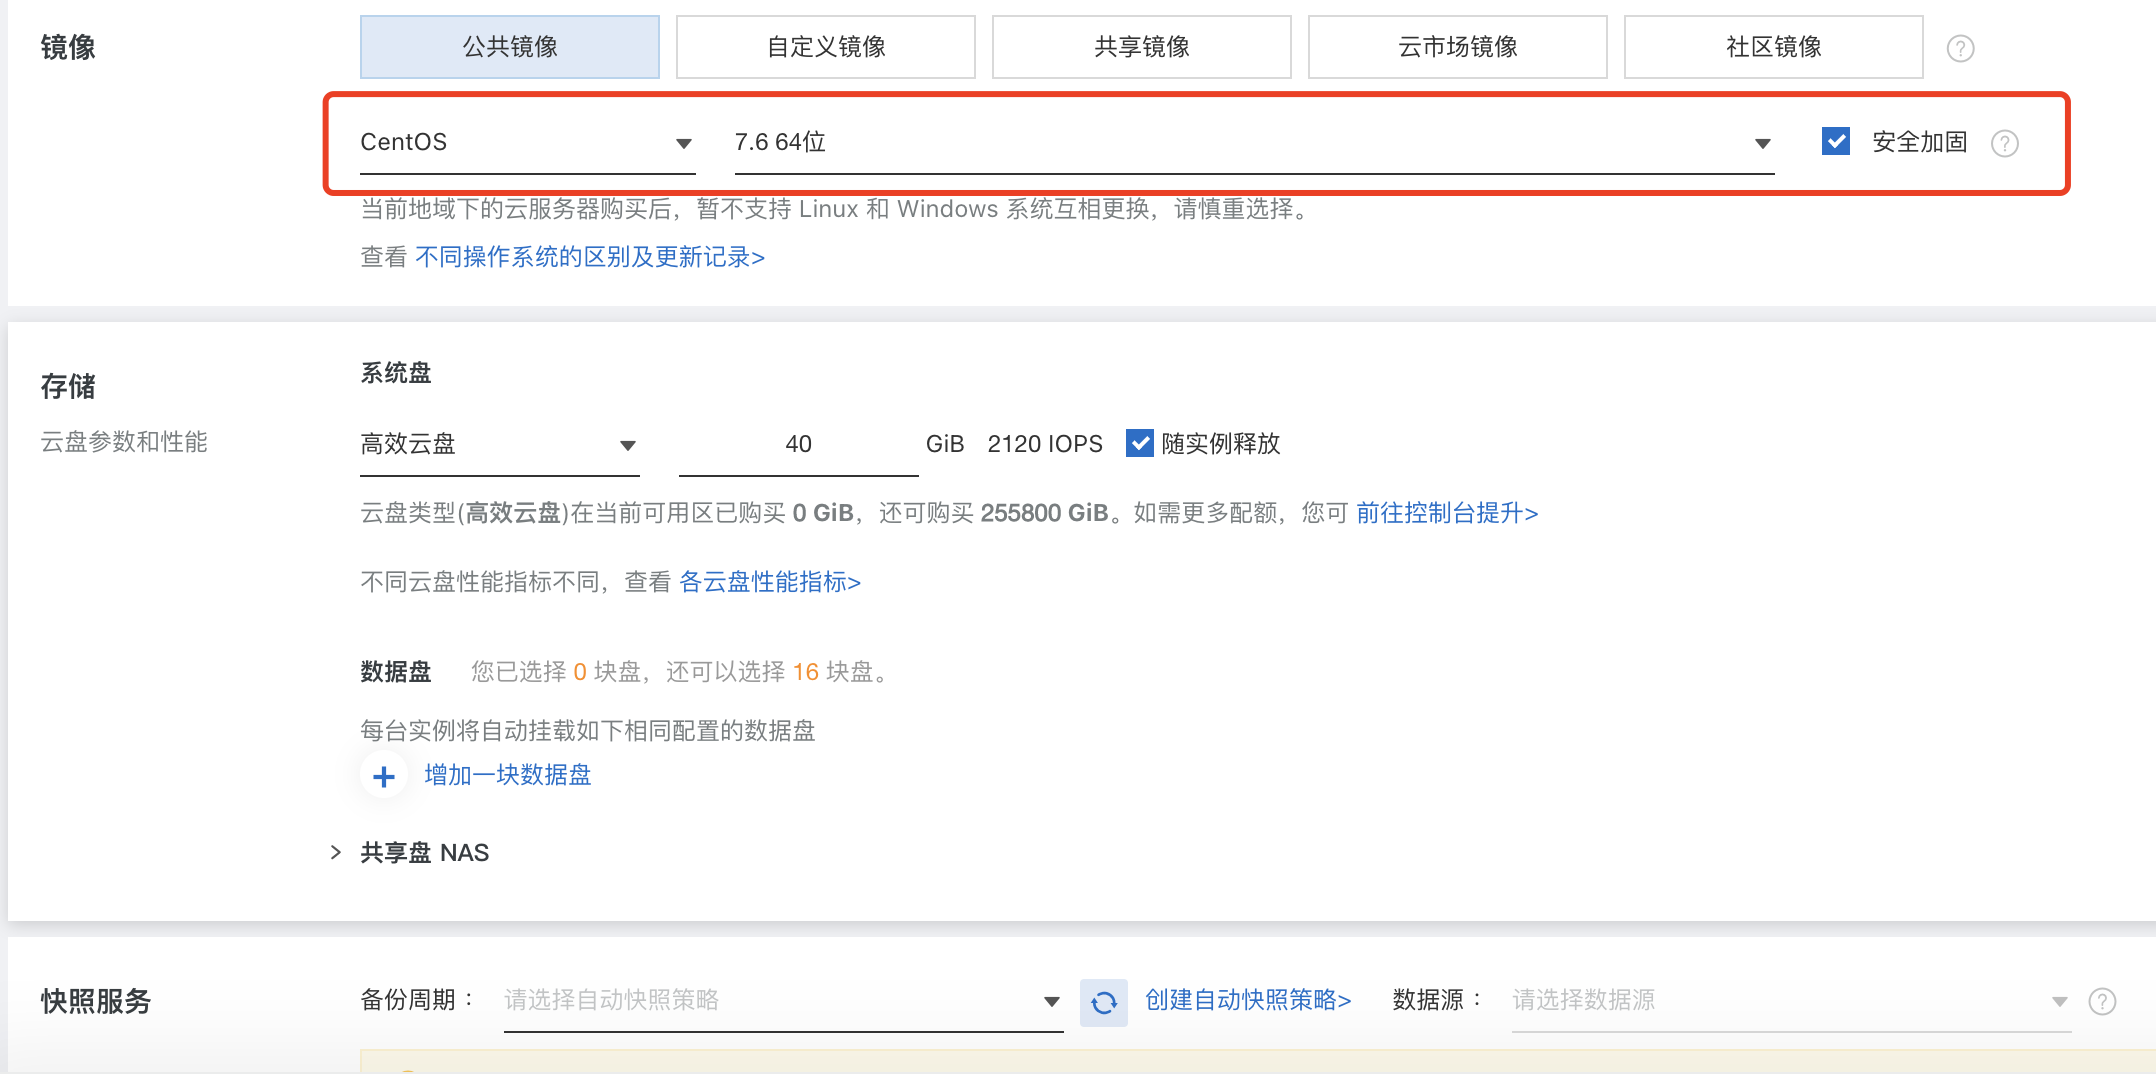 镜像
公共镜像 自定义镜像 共享镜像 云市场镜像 社区镜像 ?
CentOS 7.6 64位 安全加固 ?
当前地域下的云服务器购买后，暂不支持 Linux 和 Windows 系统互相更换，请慎重选择。
查看 不同操作系统的区别及更新记录>
存储
系统盘
云盘参数和性能
高效云盘 40 GiB 2120 IOPS 随实例释放
云盘类型(高效云盘)在当前可用区已购买 0 GiB，还可购买 255800 GiB。如需更多配额，您可 前往控制台提升>
不同云盘性能指标不同，查看 各云盘性能指标>
数据盘 您已选择 0 块盘，还可以选择 16 块盘。
每台实例将自动挂载如下相同配置的数据盘
+ 增加一块数据盘
> 共享盘 NAS
快照服务
备份周期： 请选择自动快照策略 创建自动快照策略> 数据源： 请选择数据源 ?